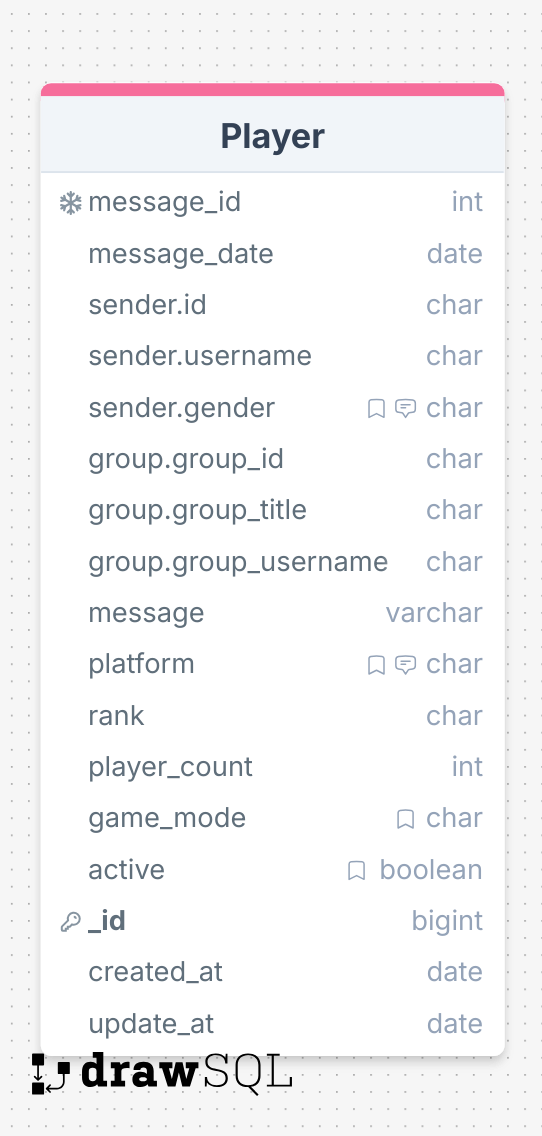 Player
message_id int
message_date date
sender.id char
sender.username char
sender.gender char
group.group_id char
group.group_title char
group.group_username char
message varchar
platform char
rank char
player_count int
game_mode char
active boolean
_id bigint
created_at date
update_at date
drawSQL